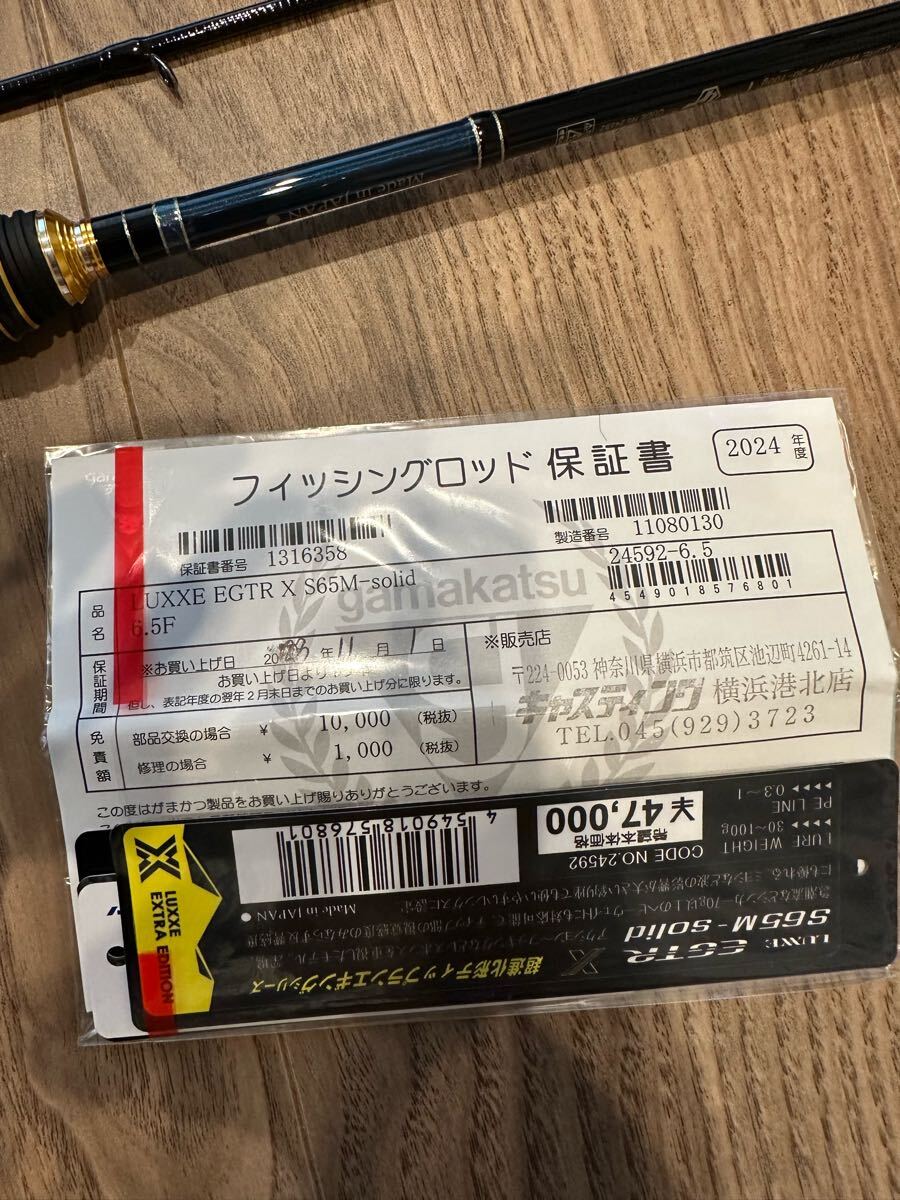 Made in JAPAN
フィッシングロッド 保証書
2024 年度
保証書番号 1316358
製造番号 11080130
品名
LUXXE EGTR X S65M-solid
6.5F
24592-6.5
4549018576801
gamakatsu
保証期間
※お買い上げ日
年 11 月 1 日
お買い上げ日より
但し、表記年度の翌年2月末日までのお買い上げ分に限ります。
※販売店
〒224-0053 神奈川県横浜市都筑区池辺町4261-14
キャスティング 横浜港北店
TEL.045(929)3723
免責額
部品交換の場合 ¥ 10,000 (税抜)
修理の場合 ¥ 1,000 (税抜)
この度はがまかつ製品をお買い上げ賜りありがとうございます。
LUXXE
EXTRA EDITION
超進化形ティップランエギングシリーズ
LUXXE EGTR X
S65M-solid
LURE WEIGHT
30~100g
PE LINE
0.3~1
Made in JAPAN
CODE NO.24592
希望本体価格
¥47,000
4549018576801